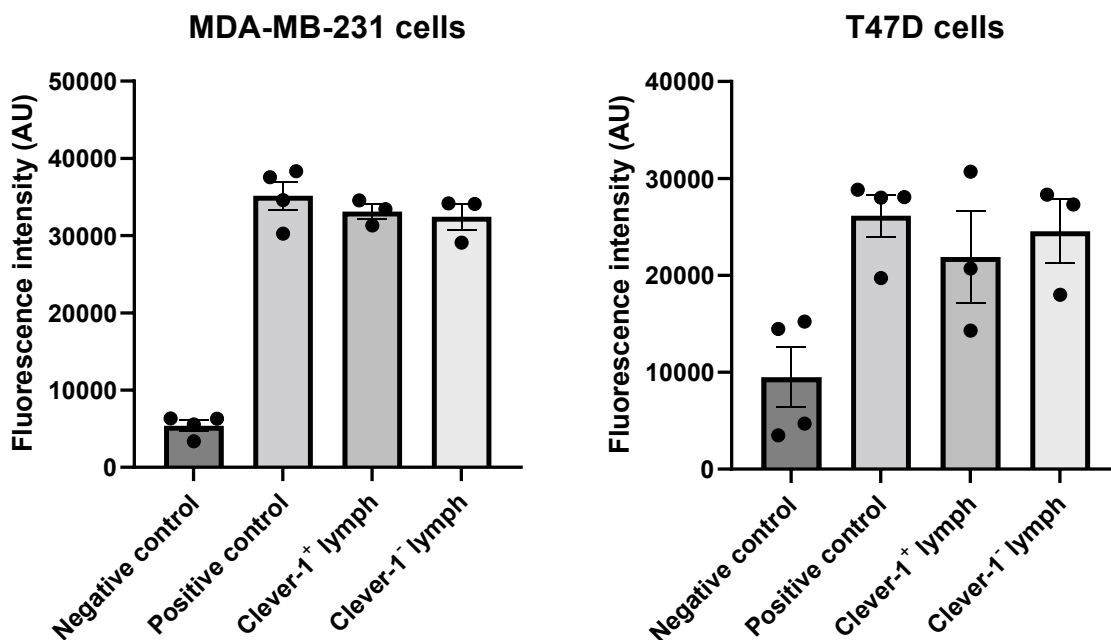 MDA-MB-231 cells
Fluorescence intensity (AU)
50000
40000
30000
20000
10000
0
Negative control
Positive control
Clever-1⁺ lymph
Clever-1⁻ lymph
T47D cells
Fluorescence intensity (AU)
40000
30000
20000
10000
0
Negative control
Positive control
Clever-1⁺ lymph
Clever-1⁻ lymph